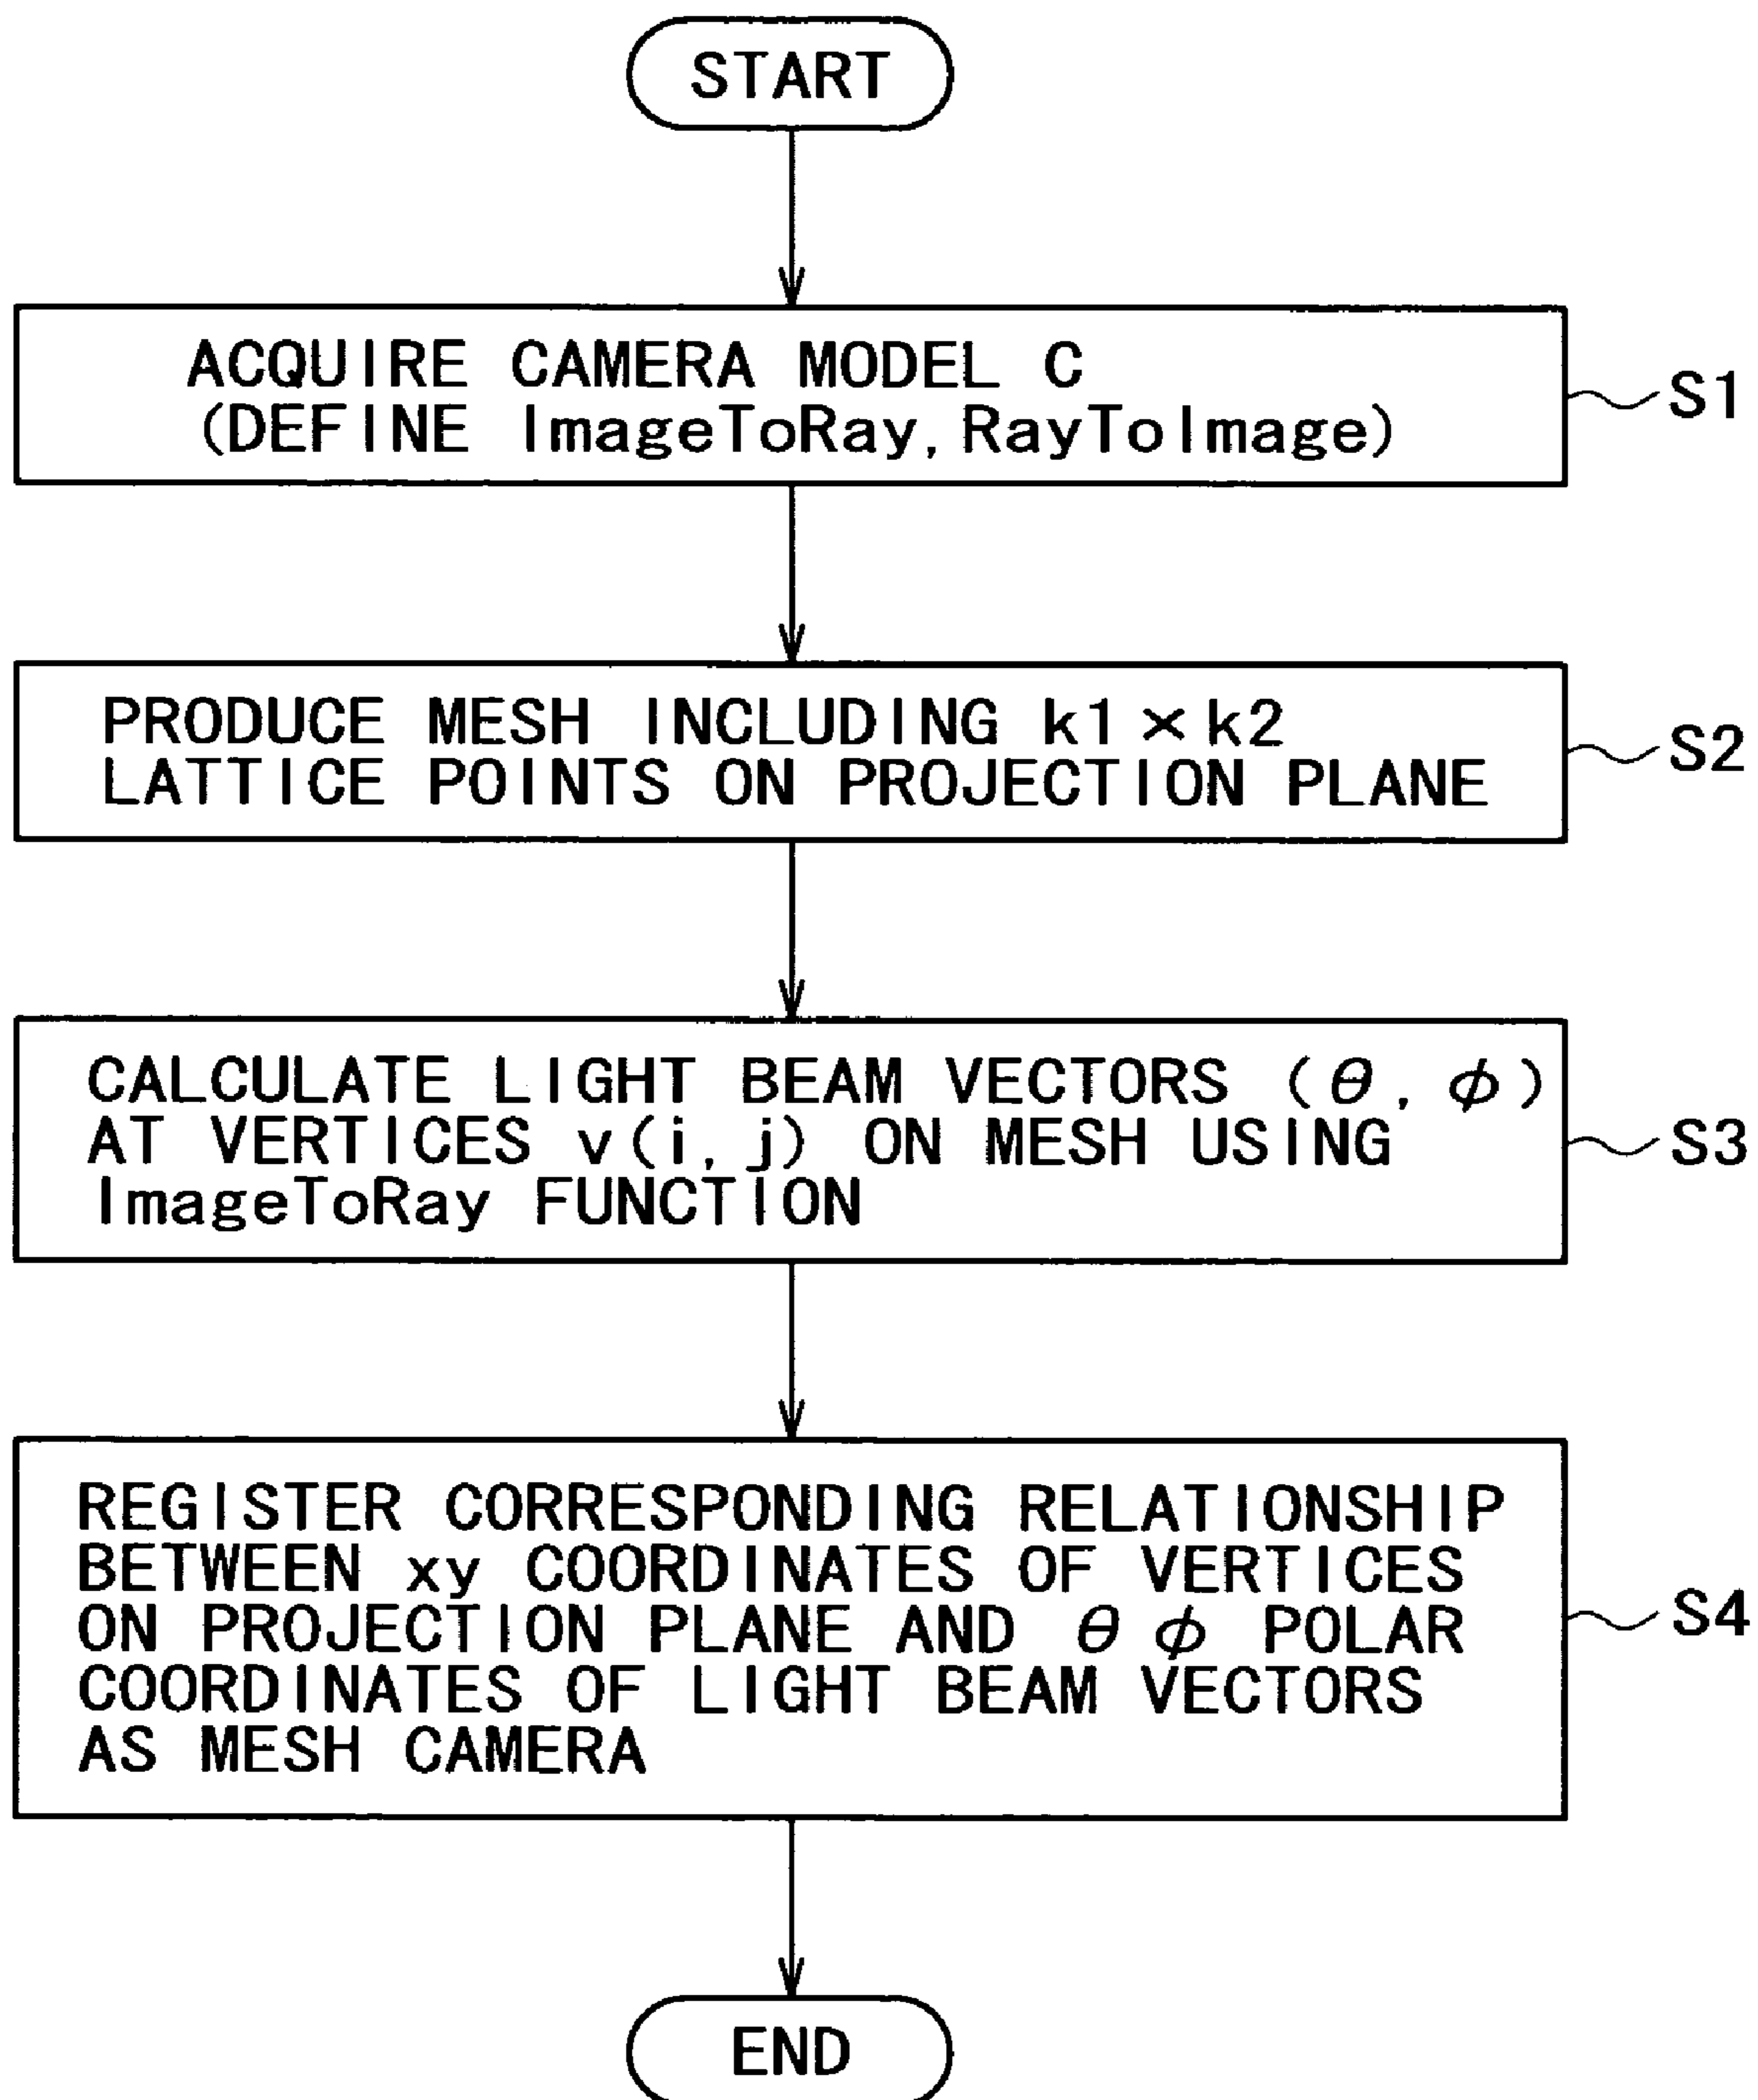 START
ACQUIRE CAMERA MODEL C
(DEFINE ImageToRay, RayToImage)
S1
PRODUCE MESH INCLUDING k1×k2
LATTICE POINTS ON PROJECTION PLANE
S2
CALCULATE LIGHT BEAM VECTORS (θ, φ)
AT VERTICES v(i, j) ON MESH USING
ImageToRay FUNCTION
S3
REGISTER CORRESPONDING RELATIONSHIP
BETWEEN xy COORDINATES OF VERTICES
ON PROJECTION PLANE AND θ φ POLAR
COORDINATES OF LIGHT BEAM VECTORS
AS MESH CAMERA
S4
END